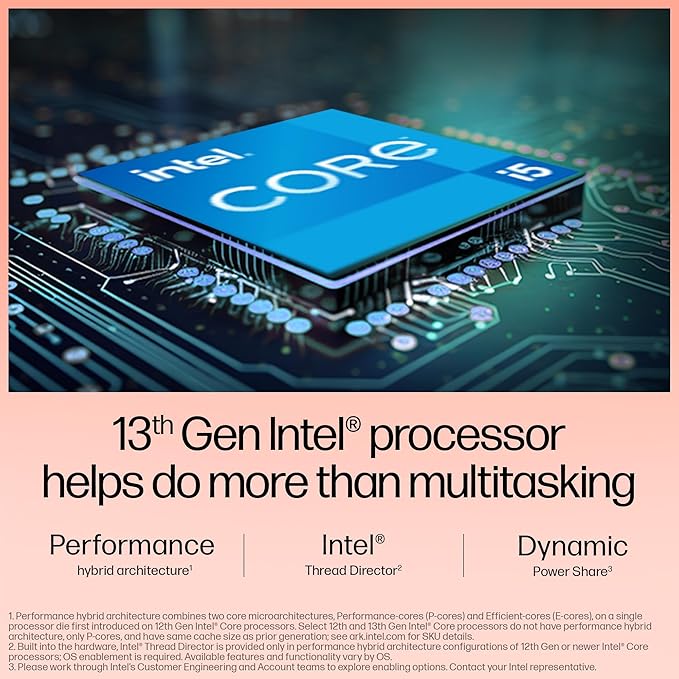 intel.
CORE™
i5
13th Gen Intel® processor
helps do more than multitasking
Performance
hybrid architecture¹
Intel®
Thread Director²
Dynamic
Power Share³
1. Performance hybrid architecture combines two core microarchitectures, Performance-cores (P-cores) and Efficient-cores (E-cores), on a single
processor die first introduced on 12th Gen Intel® Core processors. Select 12th and 13th Gen Intel® Core processors do not have performance hybrid
architecture, only P-cores, and have same cache size as prior generation; see ark.intel.com for SKU details.
2. Built into the hardware, Intel® Thread Director is provided only in performance hybrid architecture configurations of 12th Gen or newer Intel® Core
processors; OS enablement is required. Available features and functionality vary by OS.
3. Please work through Intel's Customer Engineering and Account teams to explore enabling options. Contact your Intel representative.